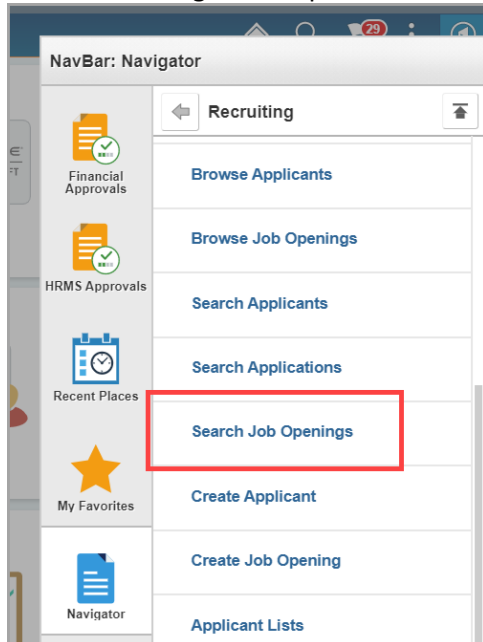 29
NavBar: Navigator
Recruiting
Financial
Approvals
Browse Applicants
Browse Job Openings
HRMS Approvals
Search Applicants
Search Applications
Recent Places
Search Job Openings
My Favorites
Create Applicant
Create Job Opening
Navigator
Applicant Lists